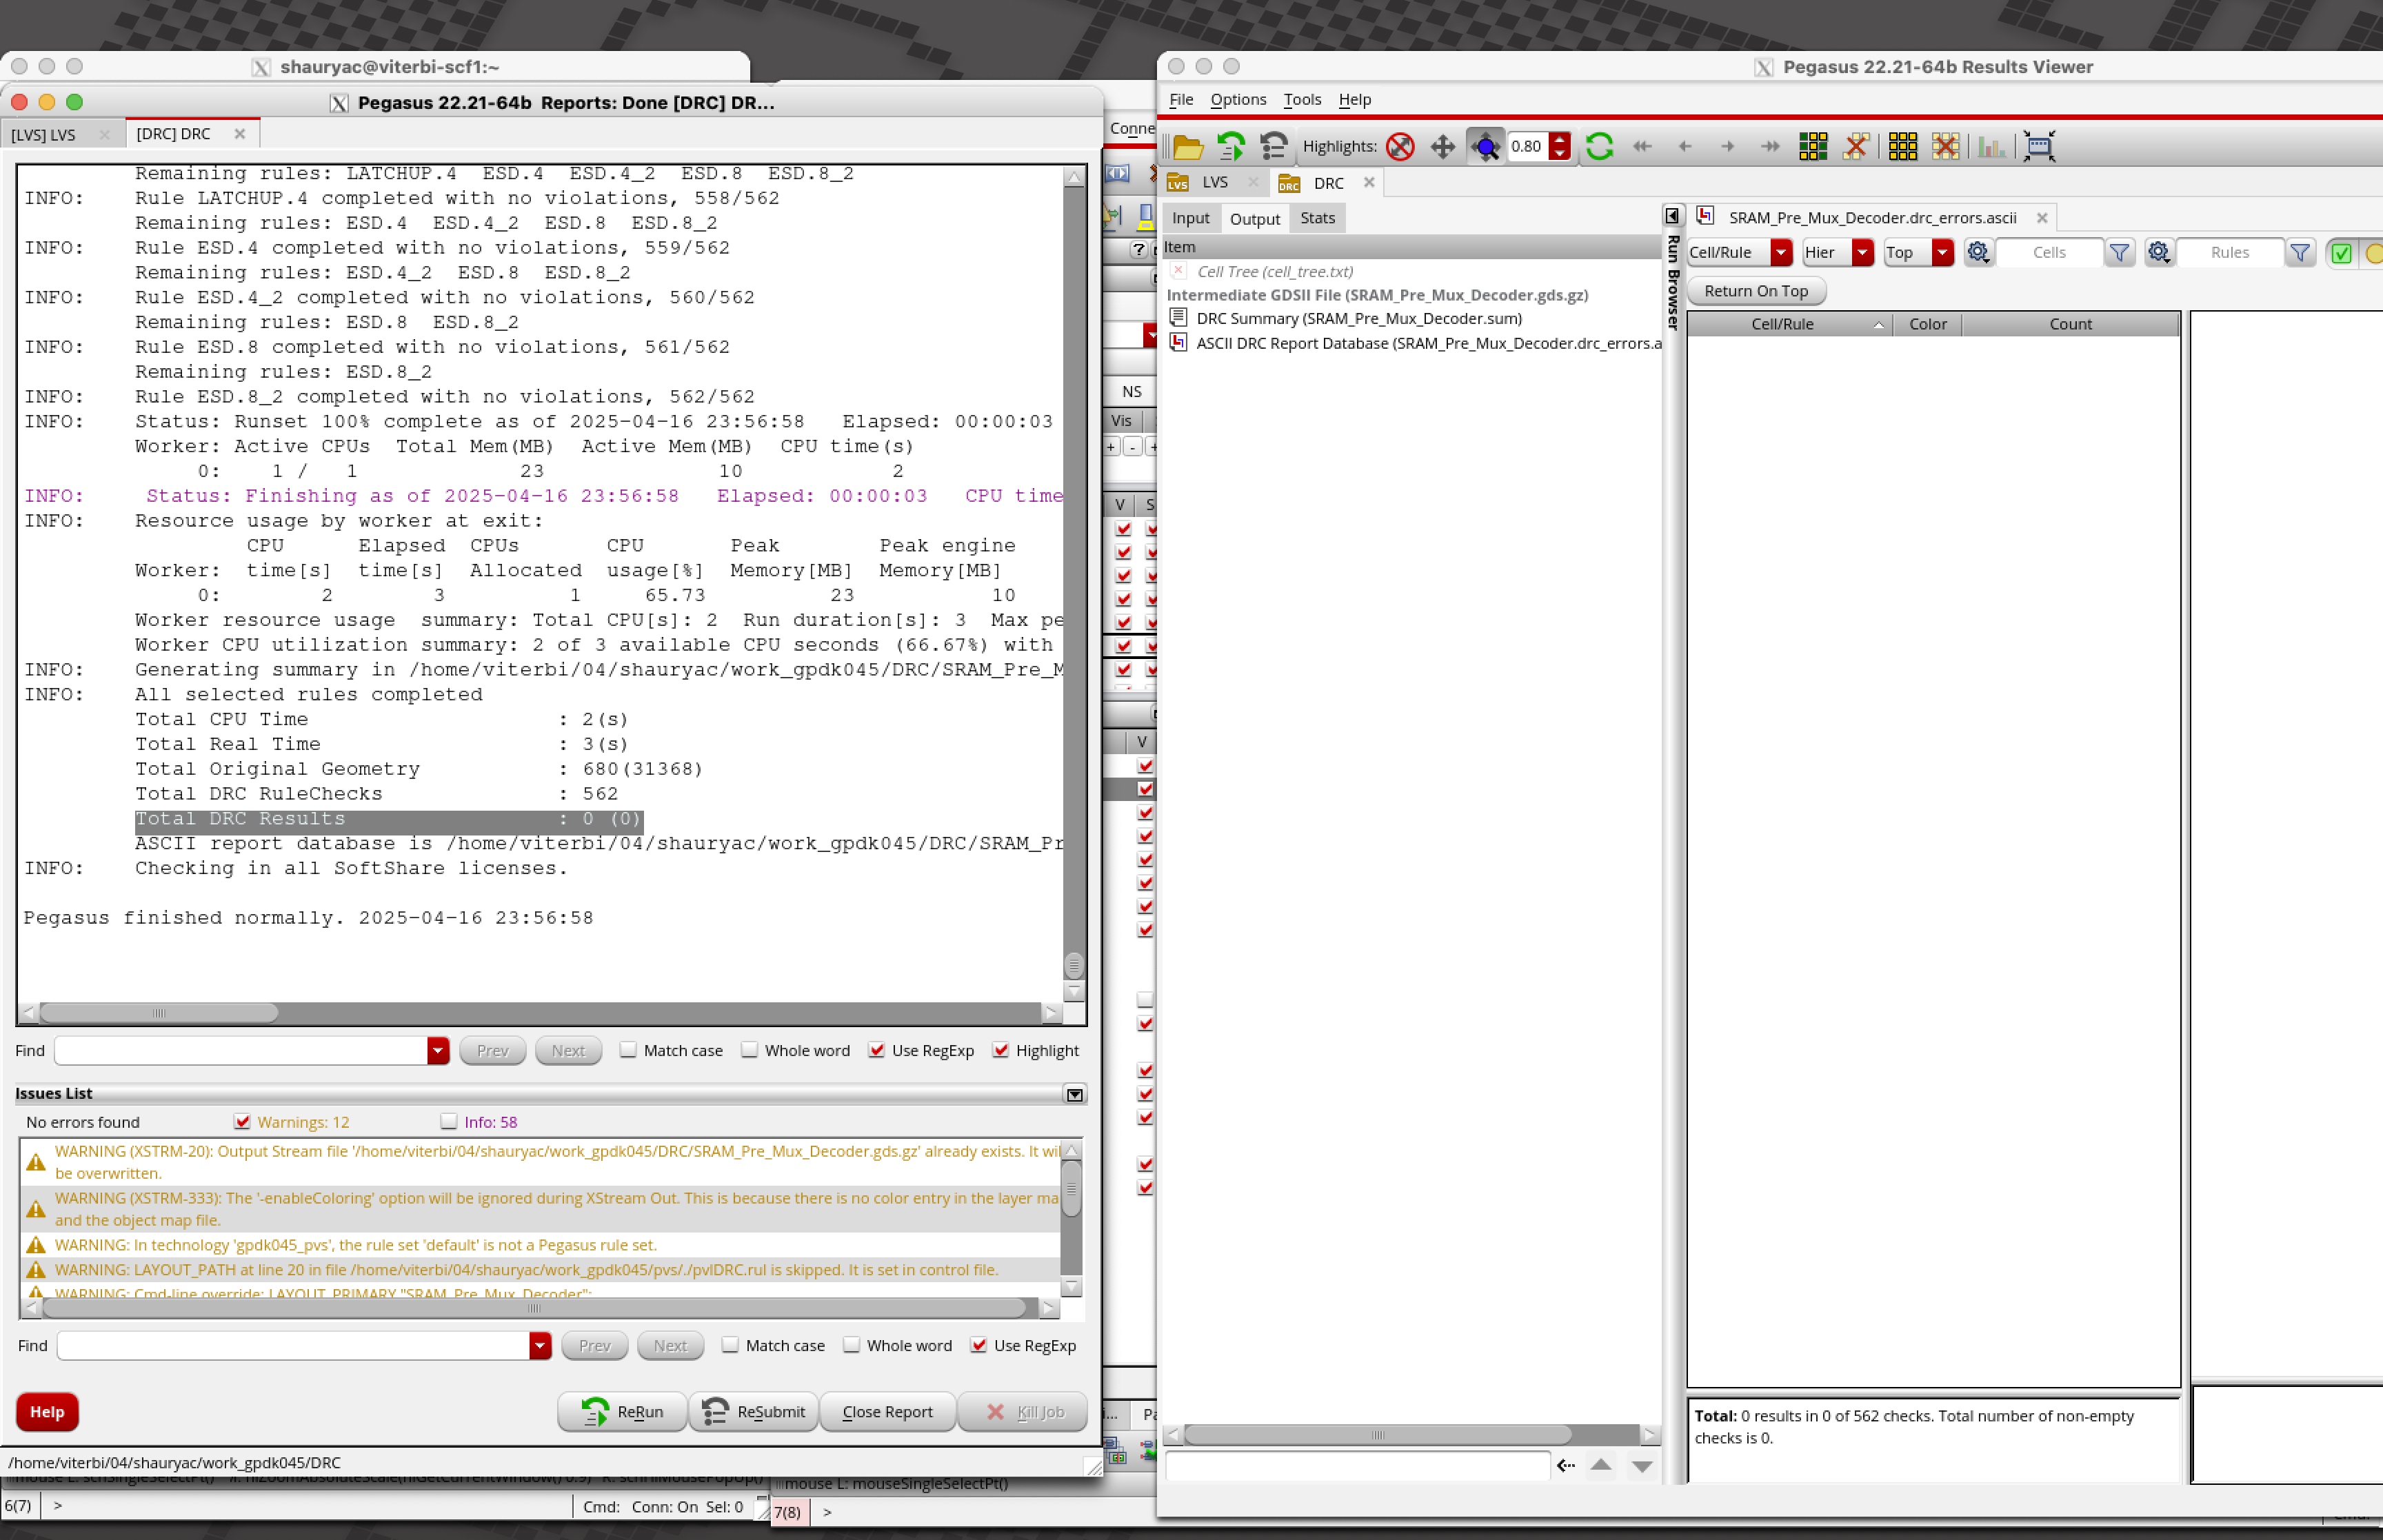 shauryac@viterbi-scf1:~
Pegasus 22.21-64b Reports: Done [DRC] DR...
[LVS] LVS
[DRC] DRC
Remaining rules: LATCHUP.4 ESD.4 ESD.4_2 ESD.8 ESD.8_2
INFO: Rule LATCHUP.4 completed with no violations, 558/562
Remaining rules: ESD.4 ESD.4_2 ESD.8 ESD.8_2
INFO: Rule ESD.4 completed with no violations, 559/562
Remaining rules: ESD.4_2 ESD.8 ESD.8_2
INFO: Rule ESD.4_2 completed with no violations, 560/562
Remaining rules: ESD.8 ESD.8_2
INFO: Rule ESD.8 completed with no violations, 561/562
Remaining rules: ESD.8_2
INFO: Rule ESD.8_2 completed with no violations, 562/562
INFO: Status: Runset 100% complete as of 2025-04-16 23:56:58 Elapsed: 00:00:03
Worker: Active CPUs Total Mem(MB) Active Mem(MB) CPU time(s)
0: 1 / 1 23 10 2
INFO: Status: Finishing as of 2025-04-16 23:56:58 Elapsed: 00:00:03 CPU time
INFO: Resource usage by worker at exit:
CPU Elapsed CPUs CPU Peak Peak engine
Worker: time[s] time[s] Allocated usage[%] Memory[MB] Memory[MB]
0: 2 3 1 65.73 23 10
Worker resource usage summary: Total CPU[s]: 2 Run duration[s]: 3 Max pe
Worker CPU utilization summary: 2 of 3 available CPU seconds (66.67%) with
INFO: Generating summary in /home/viterbi/04/shauryac/work_gpdk045/DRC/SRAM_Pre_M
INFO: All selected rules completed
Total CPU Time : 2(s)
Total Real Time : 3(s)
Total Original Geometry : 680(31368)
Total DRC RuleChecks : 562
Total DRC Results : 0 (0)
ASCII report database is /home/viterbi/04/shauryac/work_gpdk045/DRC/SRAM_Pr
INFO: Checking in all SoftShare licenses.
Pegasus finished normally. 2025-04-16 23:56:58
Find Prev Next Match case Whole word Use RegExp Highlight
Issues List
No errors found Warnings: 12 Info: 58
WARNING (XSTRM-20): Output Stream file '/home/viterbi/04/shauryac/work_gpdk045/DRC/SRAM_Pre_Mux_Decoder.gds.gz' already exists. It wil
be overwritten.
WARNING (XSTRM-333): The '-enableColoring' option will be ignored during XStream Out. This is because there is no color entry in the layer ma
and the object map file.
WARNING: In technology 'gpdk045_pvs', the rule set 'default' is not a Pegasus rule set.
WARNING: LAYOUT_PATH at line 20 in file /home/viterbi/04/shauryac/work_gpdk045/pvs/./pvlDRC.rul is skipped. It is set in control file.
WARNING: Cmd-line override: LAYOUT_PRIMARY "SRAM_Pre_Mux_Decoder";
Find Prev Next Match case Whole word Use RegExp
Help ReRun ReSubmit Close Report Kill Job
/home/viterbi/04/shauryac/work_gpdk045/DRC
6(7) > Cmd: Conn: On Sel: 0
Conne
?
NS
Vis
+ - +
V S
V
i... Pa
mouse L: mouseSingleSelectPt()
7(8) >
Pegasus 22.21-64b Results Viewer
File Options Tools Help
Highlights: 0.80
LVS DRC
Input Output Stats
Item
Cell Tree (cell_tree.txt)
Intermediate GDSII File (SRAM_Pre_Mux_Decoder.gds.gz)
DRC Summary (SRAM_Pre_Mux_Decoder.sum)
ASCII DRC Report Database (SRAM_Pre_Mux_Decoder.drc_errors.a
Run Browser
SRAM_Pre_Mux_Decoder.drc_errors.ascii
Cell/Rule Hier Top Cells Rules
Return On Top
Cell/Rule Color Count
Total: 0 results in 0 of 562 checks. Total number of non-empty
checks is 0.